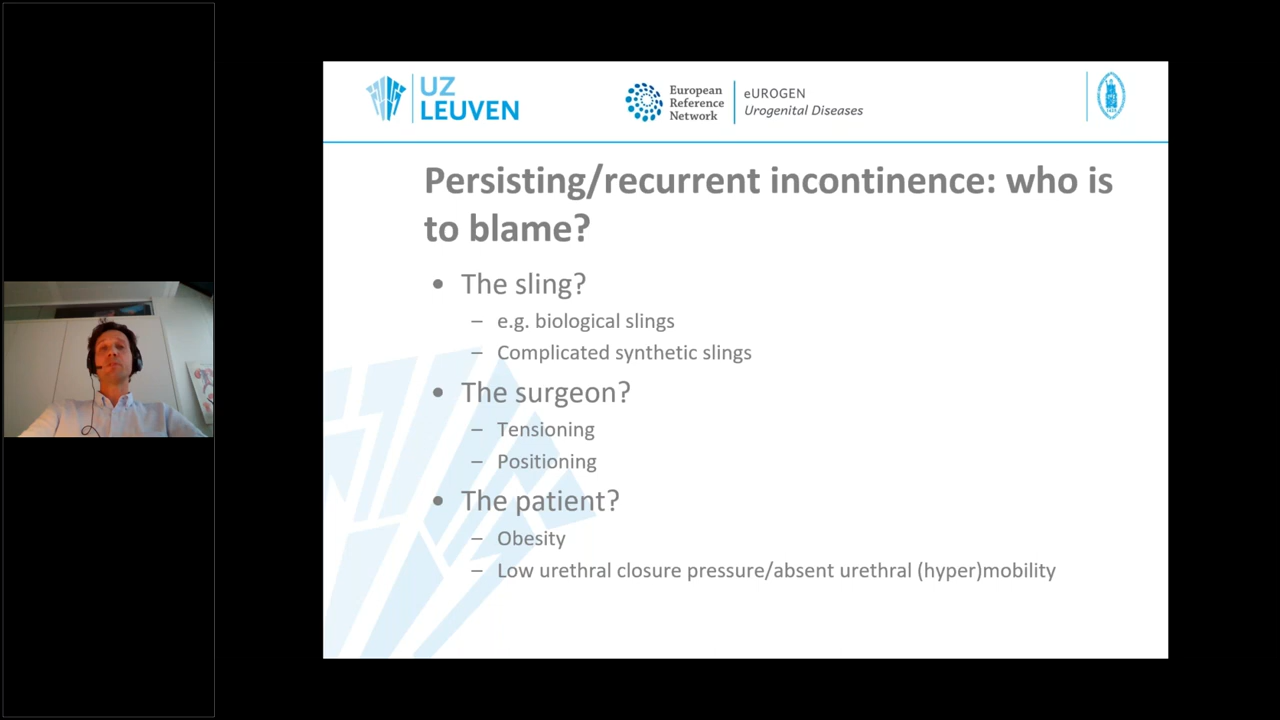 UZ
LEUVEN
European
Reference
Network
eUROGEN
Urogenital Diseases
Persisting/recurrent incontinence: who is
to blame?
• The sling?
– e.g. biological slings
– Complicated synthetic slings
• The surgeon?
– Tensioning
– Positioning
• The patient?
– Obesity
– Low urethral closure pressure/absent urethral (hyper)mobility